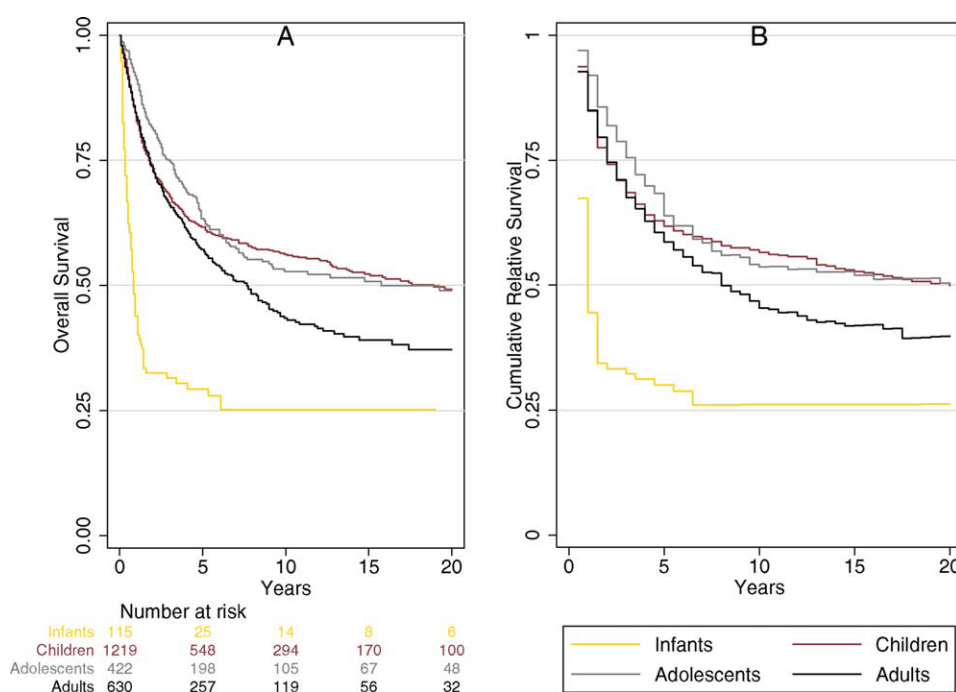 A
B
Overall Survival
1.00
0.75
0.50
0.25
0.00
0 5 10 15 20
Years
Cumulative Relative Survival
1
0.75
0.5
0.25
0
0 5 10 15 20
Years
Number at risk
Infants 115 25 14 8 6
Children 1219 548 294 170 100
Adolescents 422 198 105 67 48
Adults 630 257 119 56 32
Infants Children
Adolescents Adults